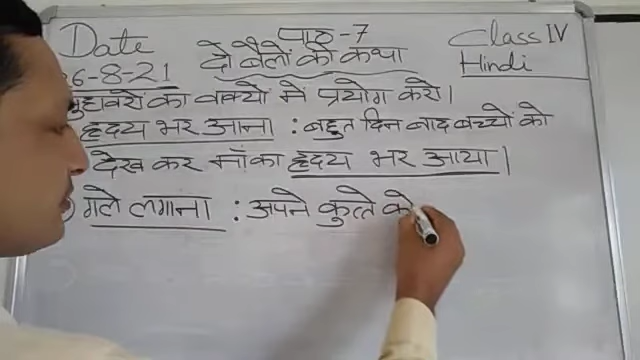 Date पाठ-7 Class IV
6-8-21 दो बैलों की कथा Hindi
मुहावरों का वाक्यों में प्रयोग करो।
हृदय भर आना : बहुत दिन बाद बच्चों को
देख कर माँ का हृदय भर आया।
गले लगाना : अपने कुत्ते को